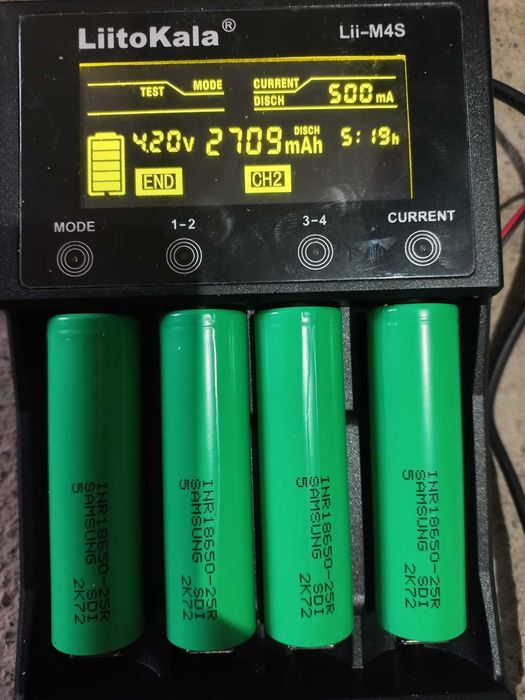 LiitoKala®
Lii-M4S
TEST MODE
CURRENT
DISCH 500mA
4.20v 2709mAh DISCH 5:19h
END CH2
MODE 1-2 3-4 CURRENT
INR18650-25R
SAMSUNG SDI
5 2K72
INR18650-25R
SAMSUNG SDI
5 2K72
INR18650-25R
SAMSUNG SDI
5 2K72
INR18650-25R
SAMSUNG SDI
5 2K72